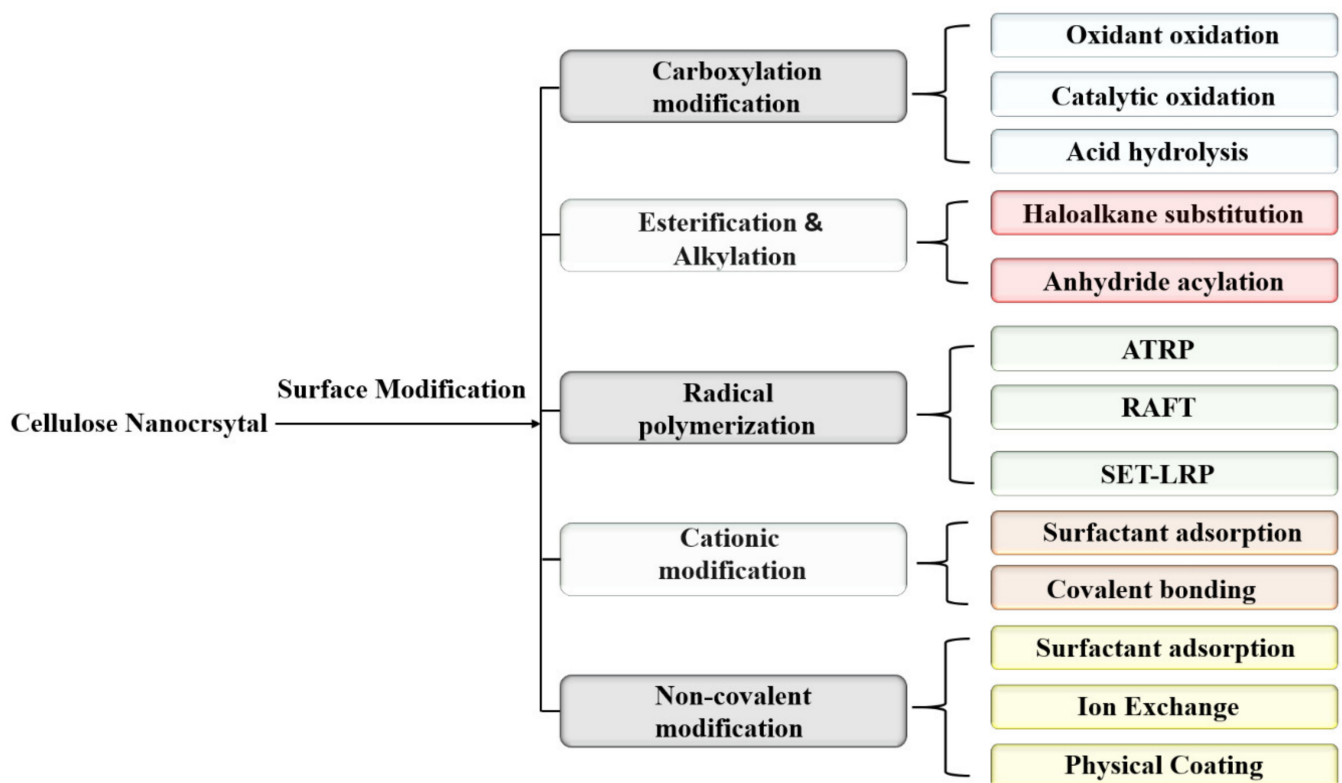 Cellulose Nanocrsytal
Surface Modification
Carboxylation
modification
Oxidant oxidation
Catalytic oxidation
Acid hydrolysis
Esterification &
Alkylation
Haloalkane substitution
Anhydride acylation
Radical
polymerization
ATRP
RAFT
SET-LRP
Cationic
modification
Surfactant adsorption
Covalent bonding
Non-covalent
modification
Surfactant adsorption
Ion Exchange
Physical Coating